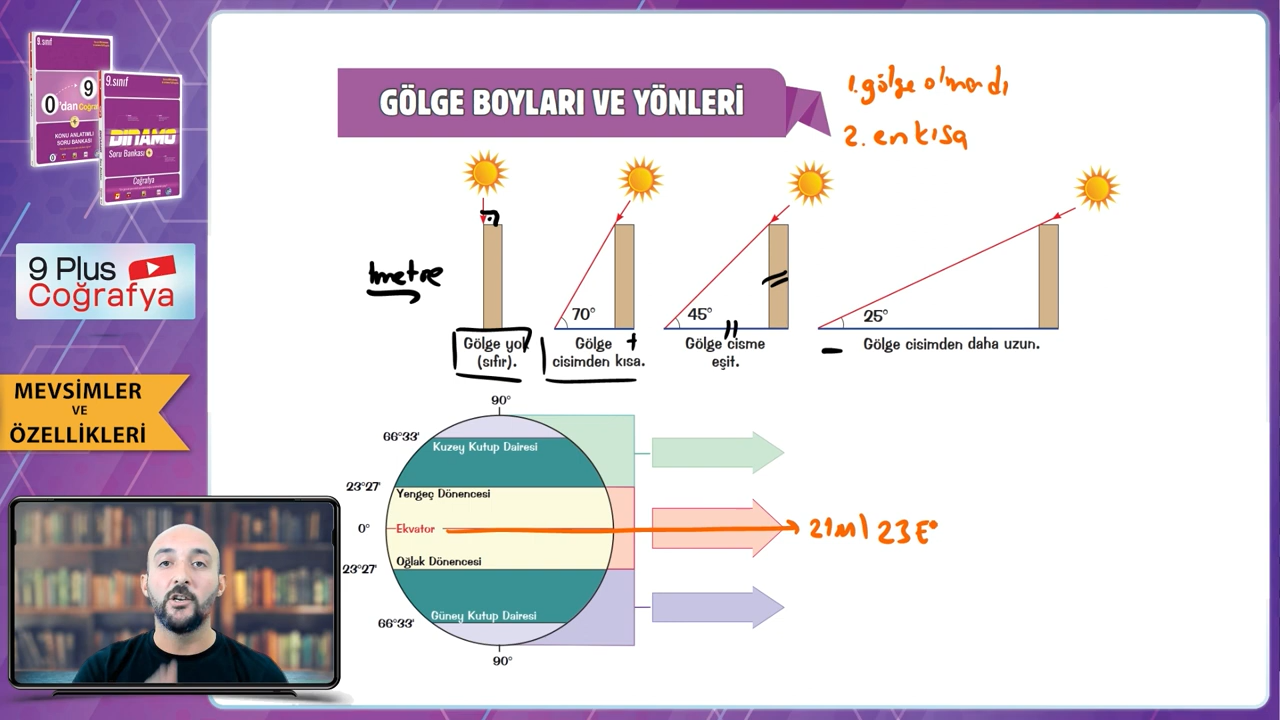 9.sınıf
0'dan 9
Coğrafya
KONU ANLATIMLI
SORU BANKASI
9.sınıf
DİNAMO
Soru Bankası
Coğrafya
9 Plus
Coğrafya
MEVSİMLER
VE
ÖZELLİKLERİ
GÖLGE BOYLARI VE YÖNLERİ
1. gölge olmadı
2. en kısa
1metre
70°
45°
25°
Gölge yok
(sıfır).
Gölge
cisimden kısa.
Gölge cisme
eşit.
Gölge cisimden daha uzun.
90°
66°33'
Kuzey Kutup Dairesi
23°27'
Yengeç Dönencesi
0°
Ekvator
21M | 23E
23°27'
Oğlak Dönencesi
66°33'
Güney Kutup Dairesi
90°